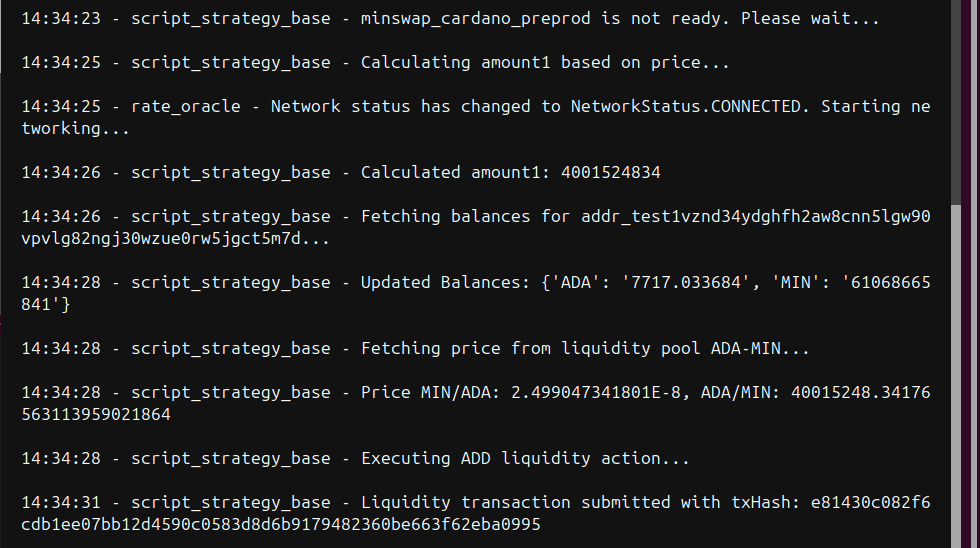 14:34:23 - script_strategy_base - minswap_cardano_preprod is not ready. Please wait...
14:34:25 - script_strategy_base - Calculating amount1 based on price...
14:34:25 - rate_oracle - Network status has changed to NetworkStatus.CONNECTED. Starting ne
tworking...
14:34:26 - script_strategy_base - Calculated amount1: 4001524834
14:34:26 - script_strategy_base - Fetching balances for addr_test1vznd34ydghfh2aw8cnn5lgw90
vpvlg82ngj30wzue0rw5jgct5m7d...
14:34:28 - script_strategy_base - Updated Balances: {'ADA': '7717.033684', 'MIN': '61068665
841'}
14:34:28 - script_strategy_base - Fetching price from liquidity pool ADA-MIN...
14:34:28 - script_strategy_base - Price MIN/ADA: 2.499047341801E-8, ADA/MIN: 40015248.34176
563113959021864
14:34:28 - script_strategy_base - Executing ADD liquidity action...
14:34:31 - script_strategy_base - Liquidity transaction submitted with txHash: e81430c082f6
cdb1ee07bb12d4590c0583d8d6b9179482360be663f62eba0995